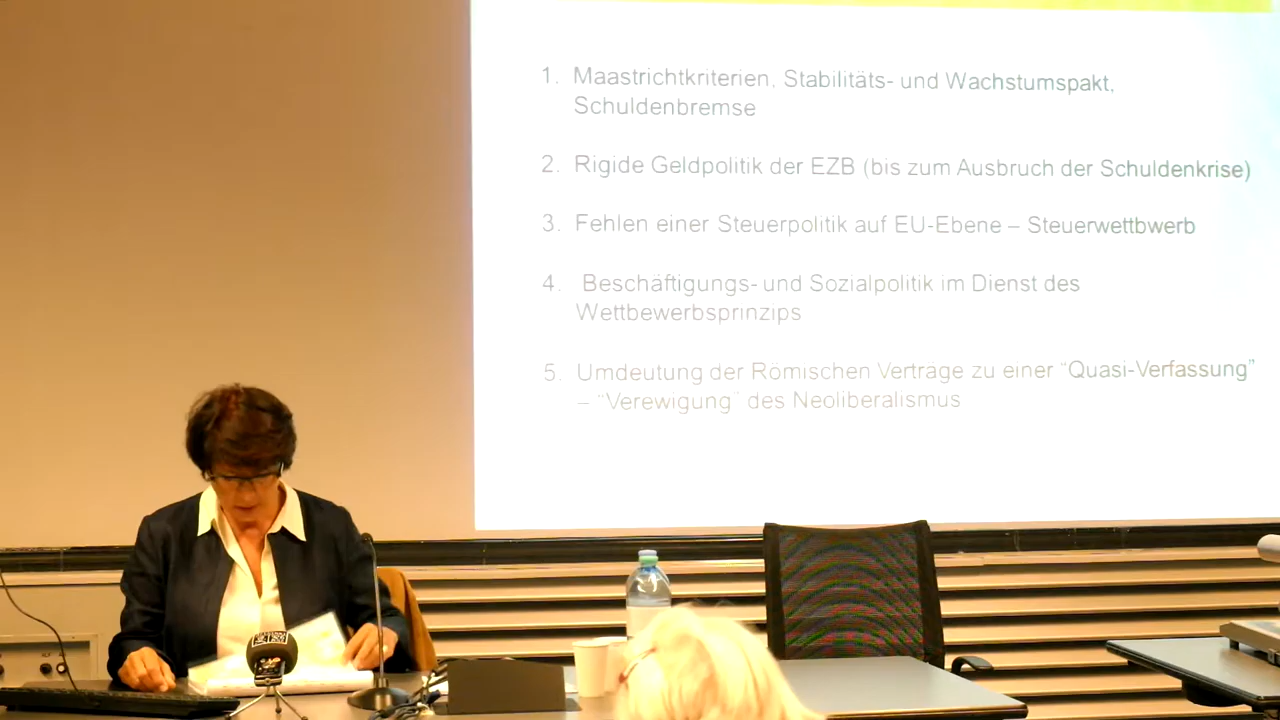 1. Maastrichtkriterien, Stabilitäts- und Wachstumspakt,
Schuldenbremse
2. Rigide Geldpolitik der EZB (bis zum Ausbruch der Schuldenkrise)
3. Fehlen einer Steuerpolitik auf EU-Ebene – Steuerwettbwerb
4. Beschäftigungs- und Sozialpolitik im Dienst des
Wettbewerbsprinzips
5. Umdeutung der Römischen Verträge zu einer “Quasi-Verfassung”
– “Verewigung” des Neoliberalismus